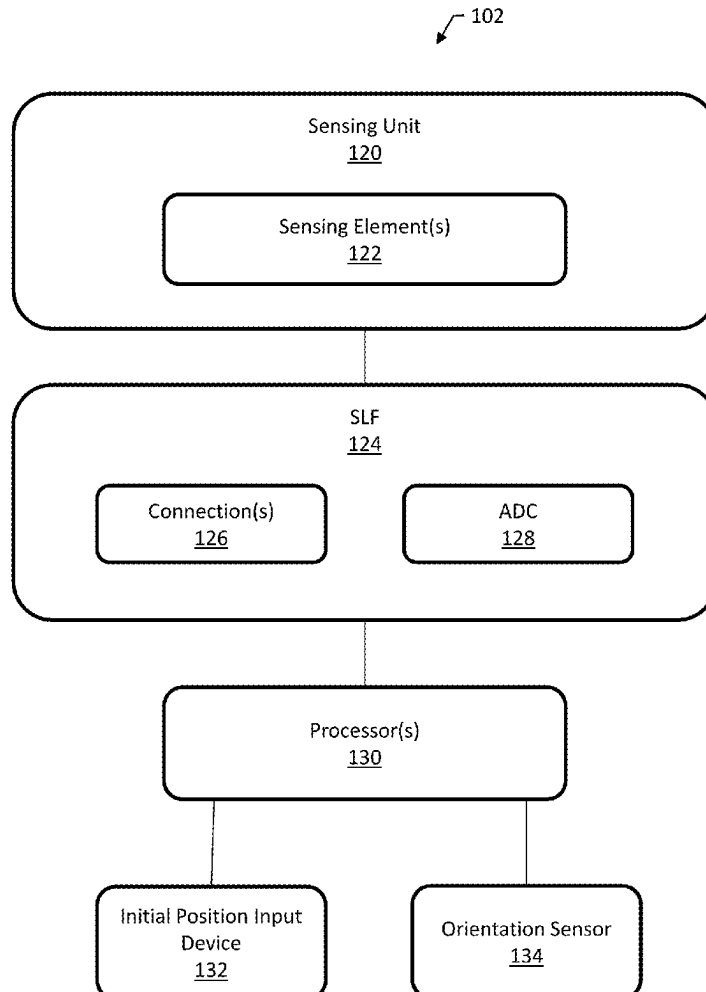 102
Sensing Unit
120
Sensing Element(s)
122
SLF
124
Connection(s)
126
ADC
128
Processor(s)
130
Initial Position Input
Device
132
Orientation Sensor
134